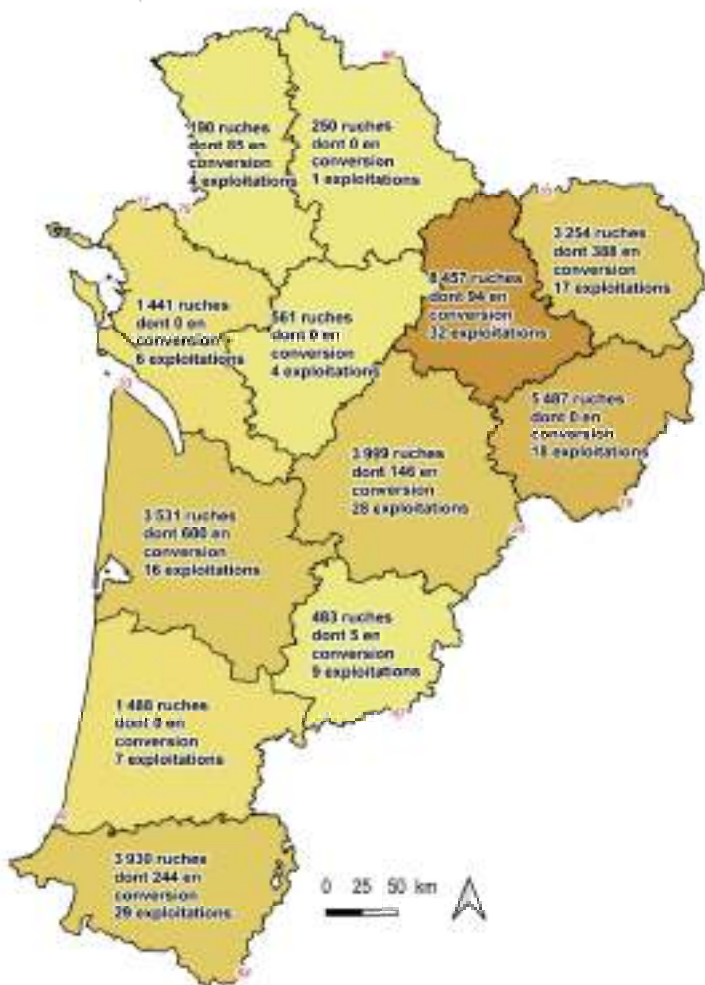 190 ruches
dont 85 en
conversion
4 exploitations
250 ruches
dont 0 en
conversion
1 exploitations
3 254 ruches
dont 388 en
conversion
17 exploitations
1 441 ruches
dont 0 en
conversion
6 exploitations
561 ruches
dont 0 en
conversion
4 exploitations
ruches
dont 94 en
conversion
32 exploitations
5 487 ruches
dont 0 en
conversion
18 exploitations
3 999 ruches
dont 146 en
conversion
28 exploitations
3 531 ruches
dont 600 en
conversion
16 exploitations
483 ruches
dont 5 en
conversion
9 exploitations
1 488 ruches
dont 0 en
conversion
7 exploitations
3 930 ruches
dont 244 en
conversion
29 exploitations
0 25 50 km